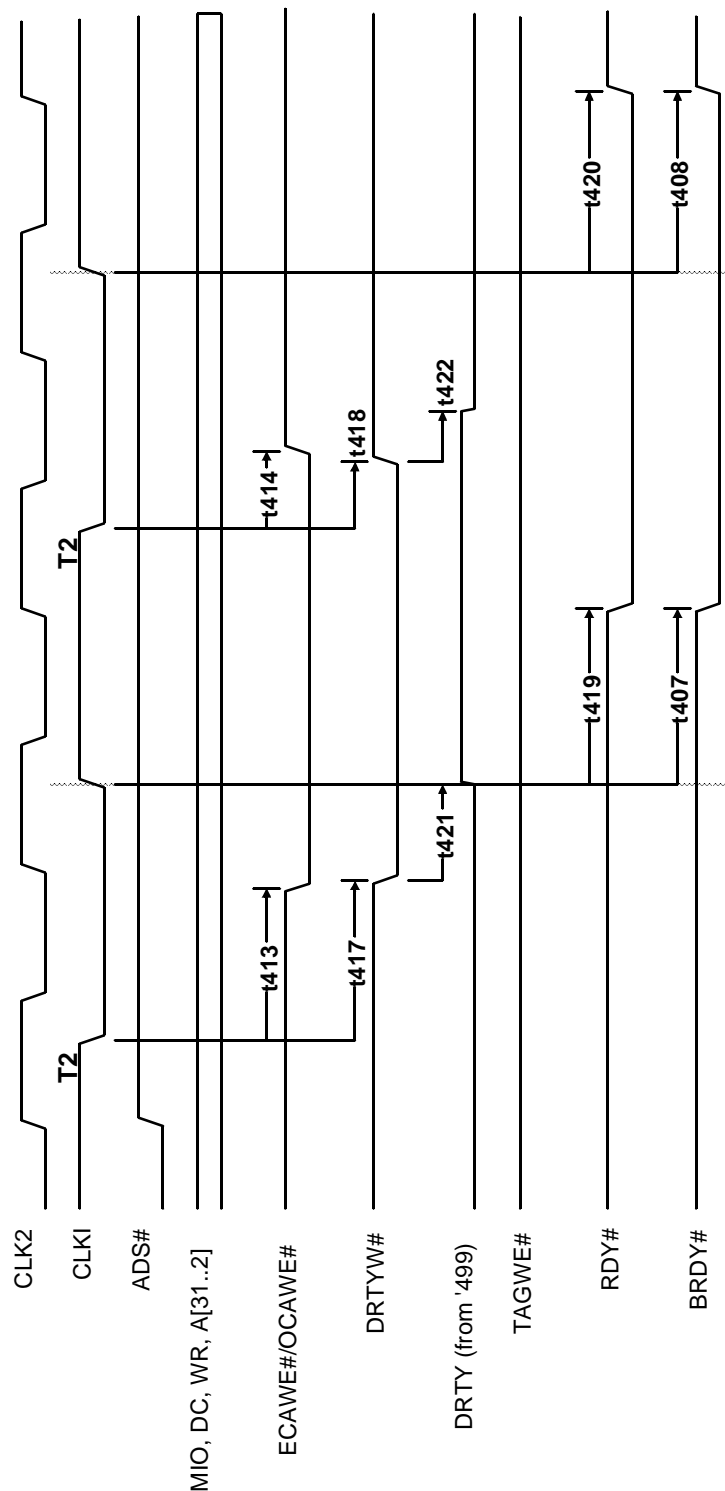 CLK2
CLKI
T2
T2
ADS#
MIO, DC, WR, A[31..2]
ECAWE#/OCAWE#
t413
t414
DRTYW#
t417
t418
DRTY (from '499)
t421
t422
TAGWE#
RDY#
t419
t420
BRDY#
t407
t408